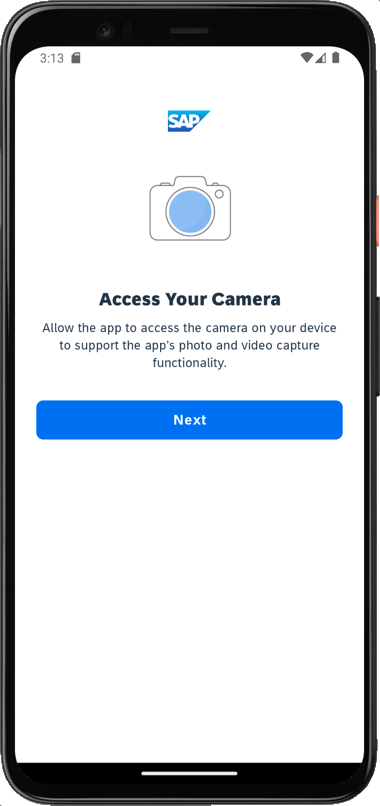 3:13
SAP
Access Your Camera
Allow the app to access the camera on your device
to support the app's photo and video capture
functionality.
Next